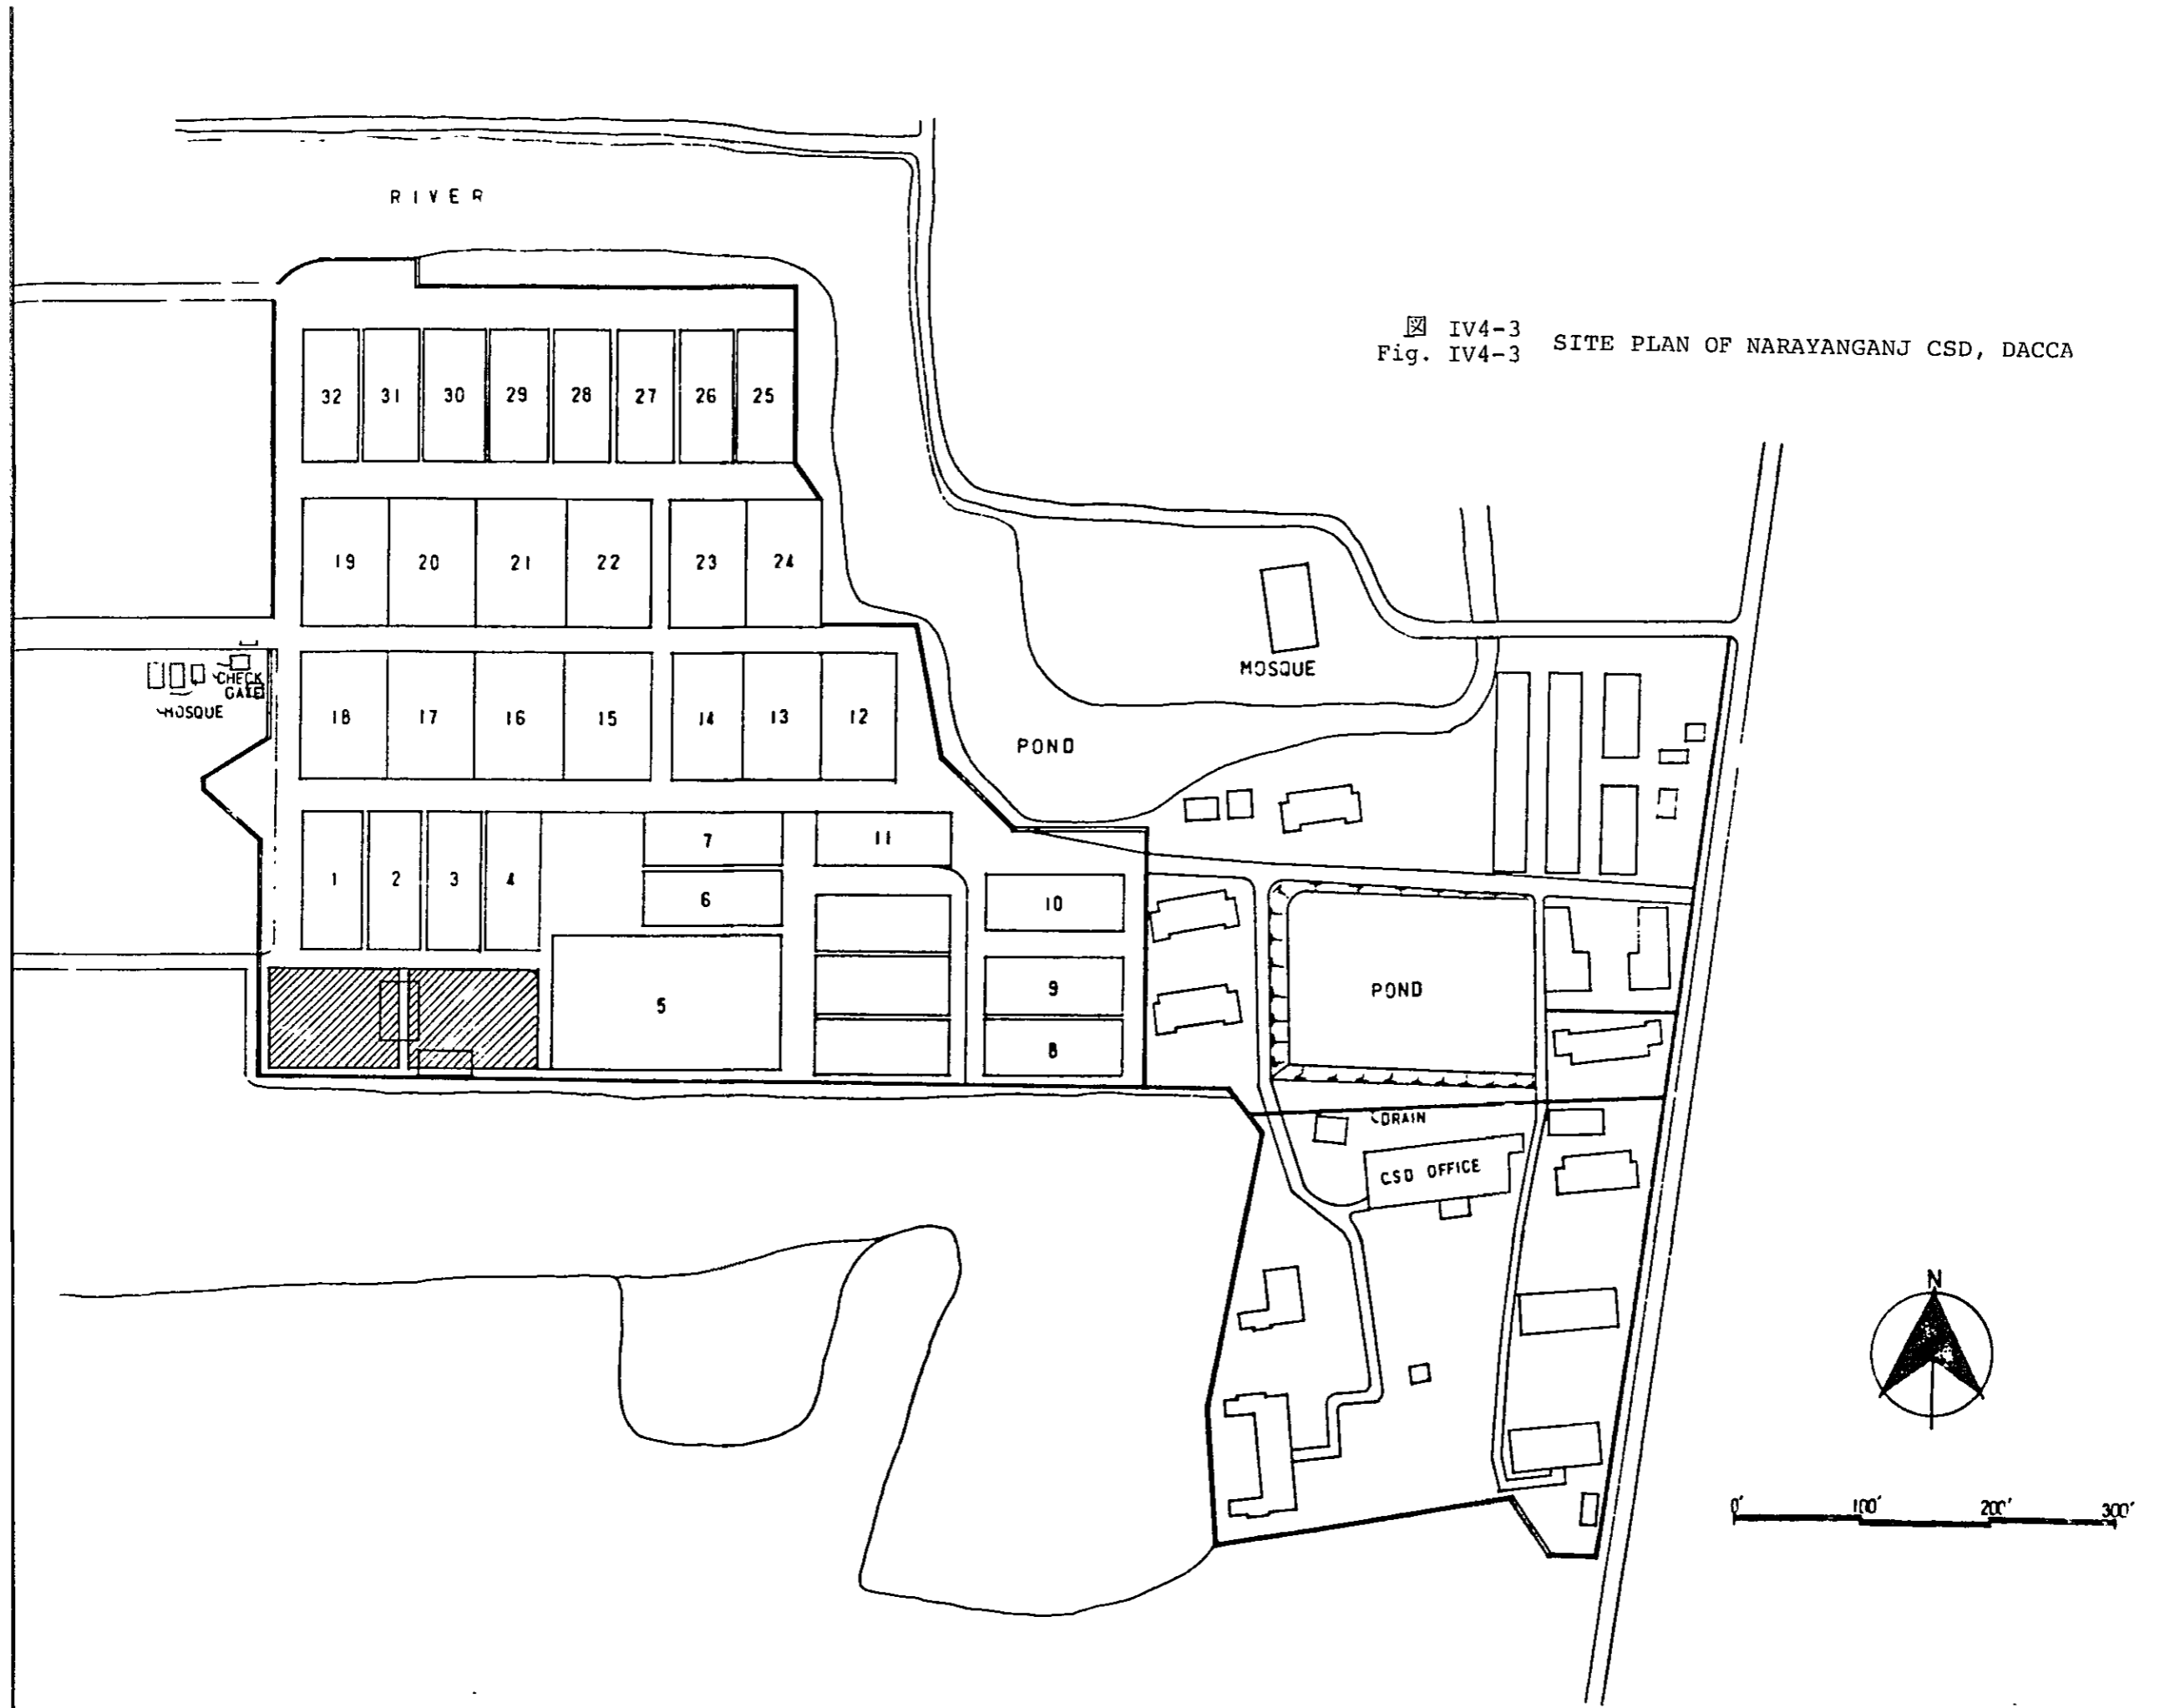 RIVER
図 IV4-3
Fig. IV4-3 SITE PLAN OF NARAYANGANJ CSD, DACCA
32 31 30 29 28 27 26 25
19 20 21 22 23 24
MOSQUE
CHECK
GATE
MOSQUE
18 17 16 15 14 13 12
POND
7 11
1 2 3 4
6 10
POND
5 9
8
DRAIN
CSD OFFICE
N
0' 100' 200' 300'